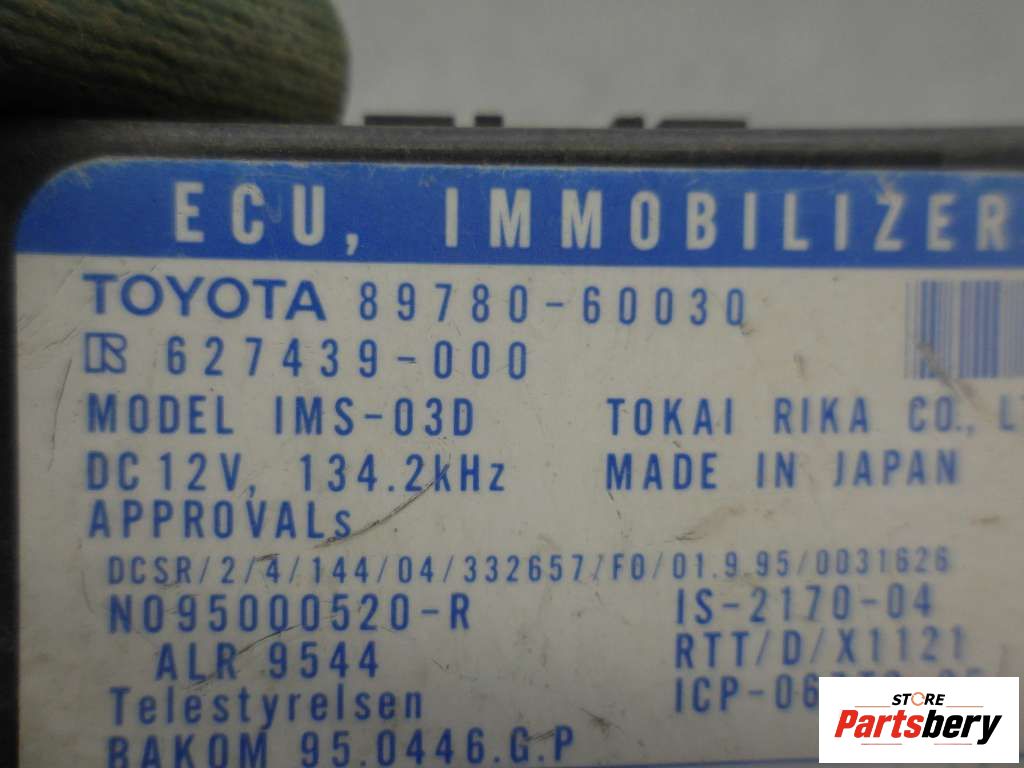 ECU, IMMOBILIZER
TOYOTA 89780-60030
627439-000
MODEL IMS-03D TOKAI RIKA CO.,
DC 12V, 134.2kHz MADE IN JAPAN
APPROVALs
DCSR/2/4/144/04/332657/F0/01.9.95/0031626
N095000520-R IS-2170-04
ALR 9544 RTT/D/X1121
Telestyrelsen
BAKOM 95.0446.G.P
STORE
Partsbery